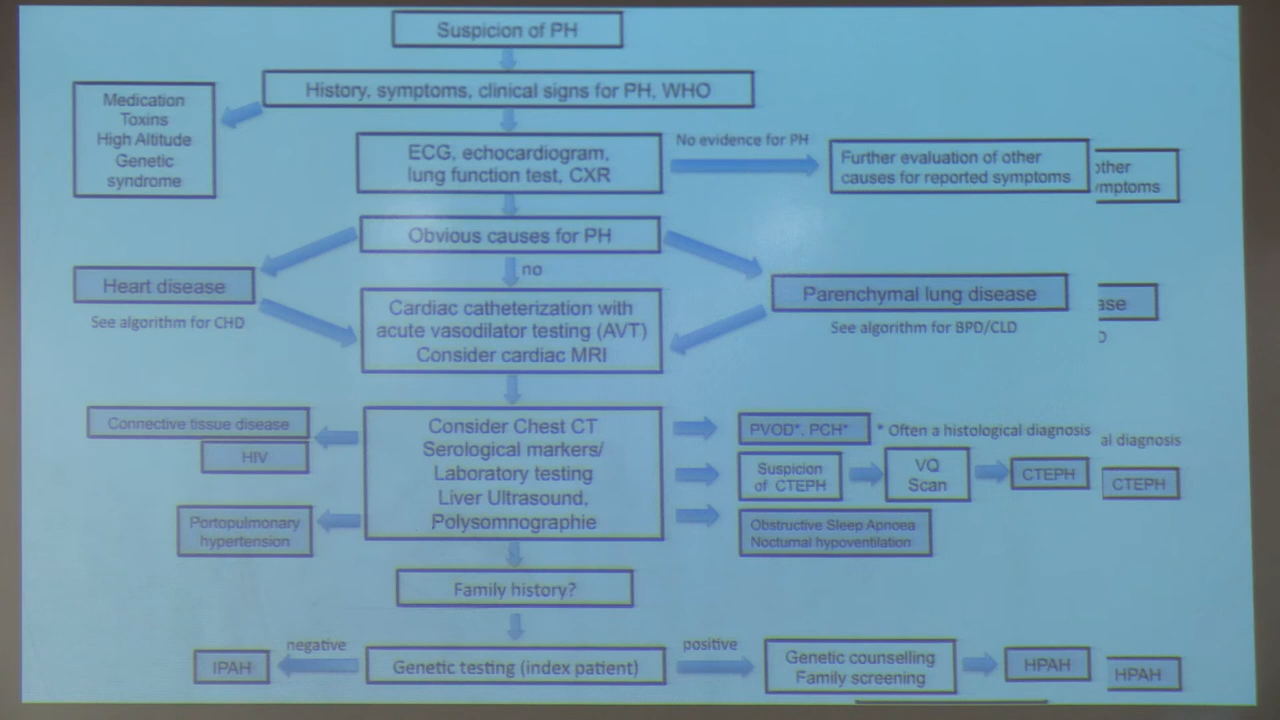 Suspicion of PH
History, symptoms, clinical signs for PH, WHO
Medication
Toxins
High Altitude
Genetic
syndrome
ECG, echocardiogram,
lung function test, CXR
No evidence for PH
Further evaluation of other
causes for reported symptoms
other
ymptoms
Obvious causes for PH
no
Heart disease
See algorithm for CHD
Parenchymal lung disease
See algorithm for BPD/CLD
ase
Cardiac catheterization with
acute vasodilator testing (AVT)
Consider cardiac MRI
Connective tissue disease
HIV
Portopulmonary
hypertension
Consider Chest CT
Serological markers/
Laboratory testing
Liver Ultrasound,
Polysomnographie
PVOD*, PCH*
* Often a histological diagnosis
al diagnosis
Suspicion
of CTEPH
VQ
Scan
CTEPH
CTEPH
Obstructive Sleep Apnoea
Nocturnal hypoventilation
Family history?
negative
IPAH
Genetic testing (index patient)
positive
Genetic counselling
Family screening
HPAH
HPAH